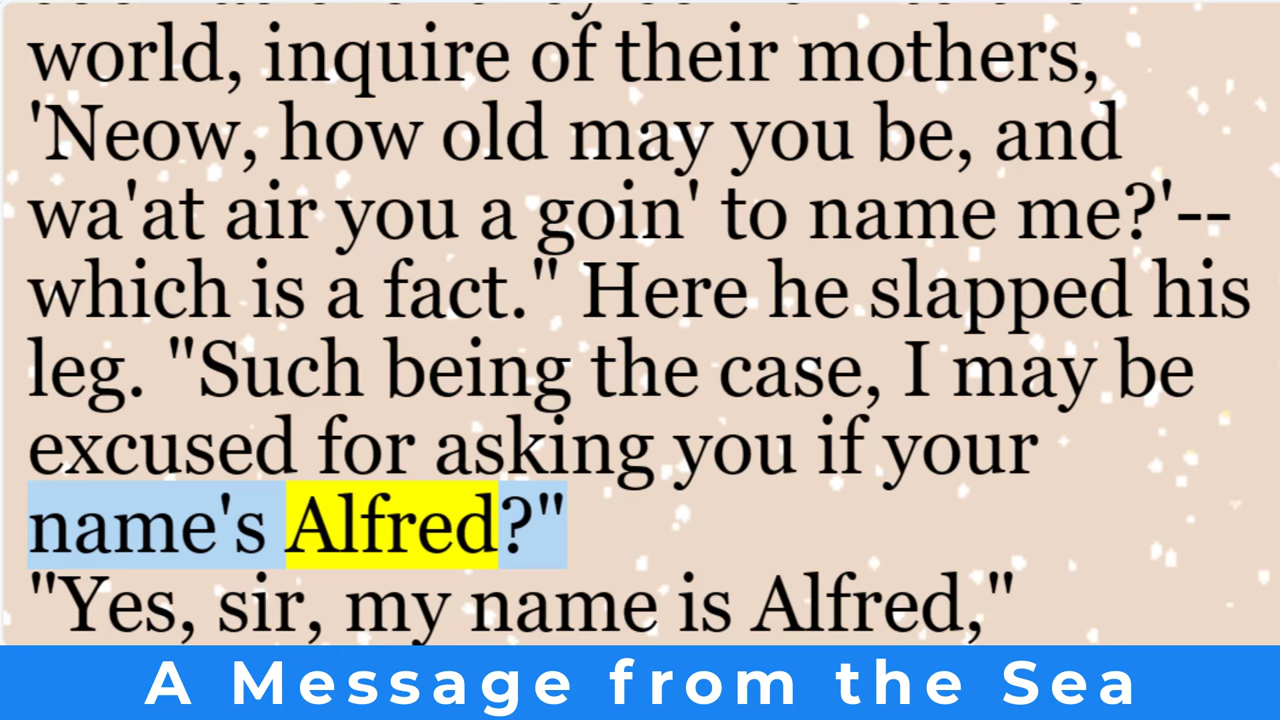 world, inquire of their mothers,
'Neow, how old may you be, and
wa'at air you a goin' to name me?'--
which is a fact." Here he slapped his
leg. "Such being the case, I may be
excused for asking you if your
name's Alfred?"
"Yes, sir, my name is Alfred,"
A Message from the Sea